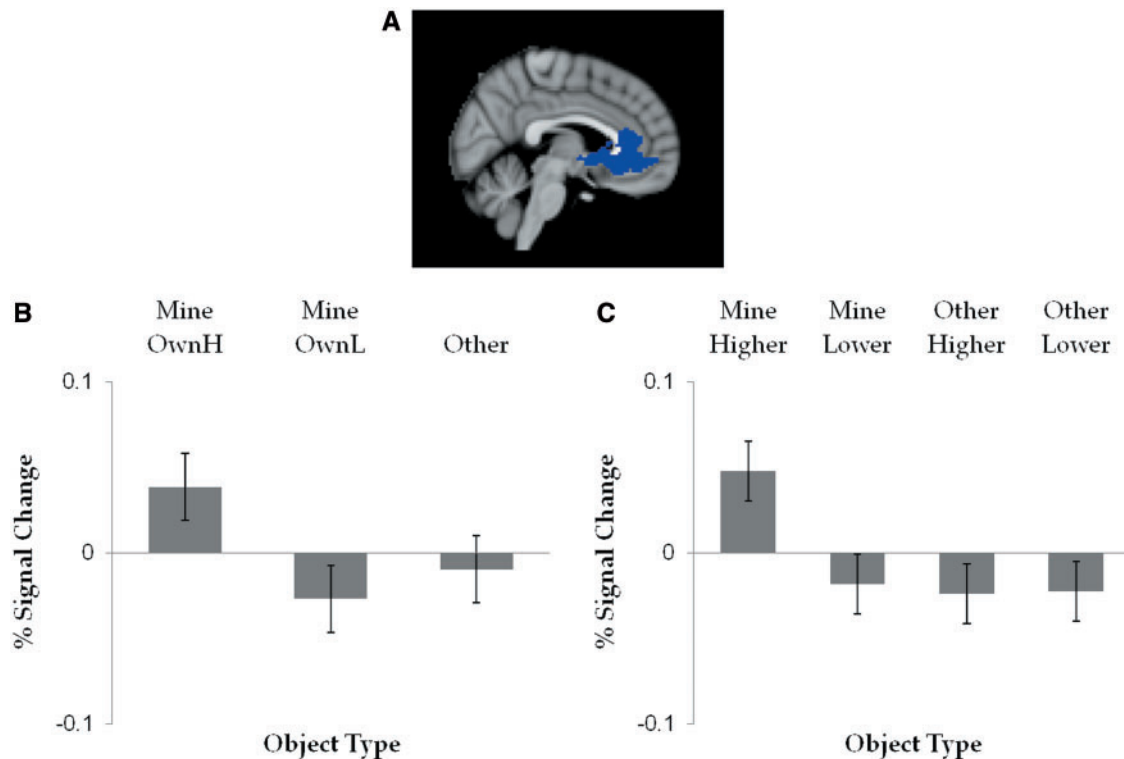 A
B
Mine
OwnH
Mine
OwnL
Other
0.1
0
-0.1
% Signal Change
Object Type
C
Mine
Higher
Mine
Lower
Other
Higher
Other
Lower
0.1
0
-0.1
% Signal Change
Object Type